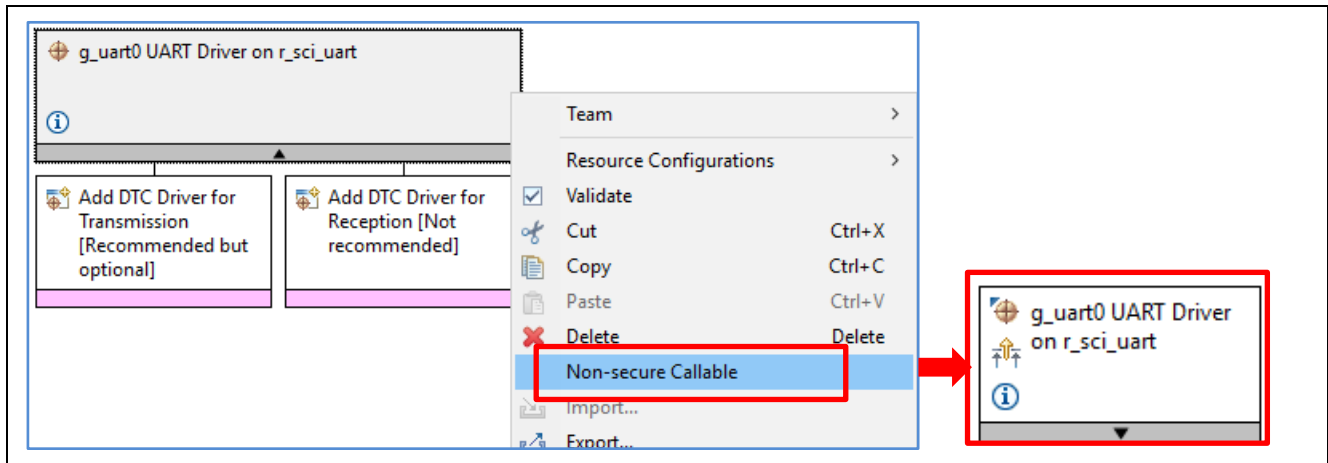 g_uart0 UART Driver on r_sci_uart
Add DTC Driver for
Transmission
[Recommended but
optional]
Add DTC Driver for
Reception [Not
recommended]
Team >
Resource Configurations >
Validate
Cut Ctrl+X
Copy Ctrl+C
Paste Ctrl+V
Delete Delete
Non-secure Callable
Import...
Export...
g_uart0 UART Driver
on r_sci_uart